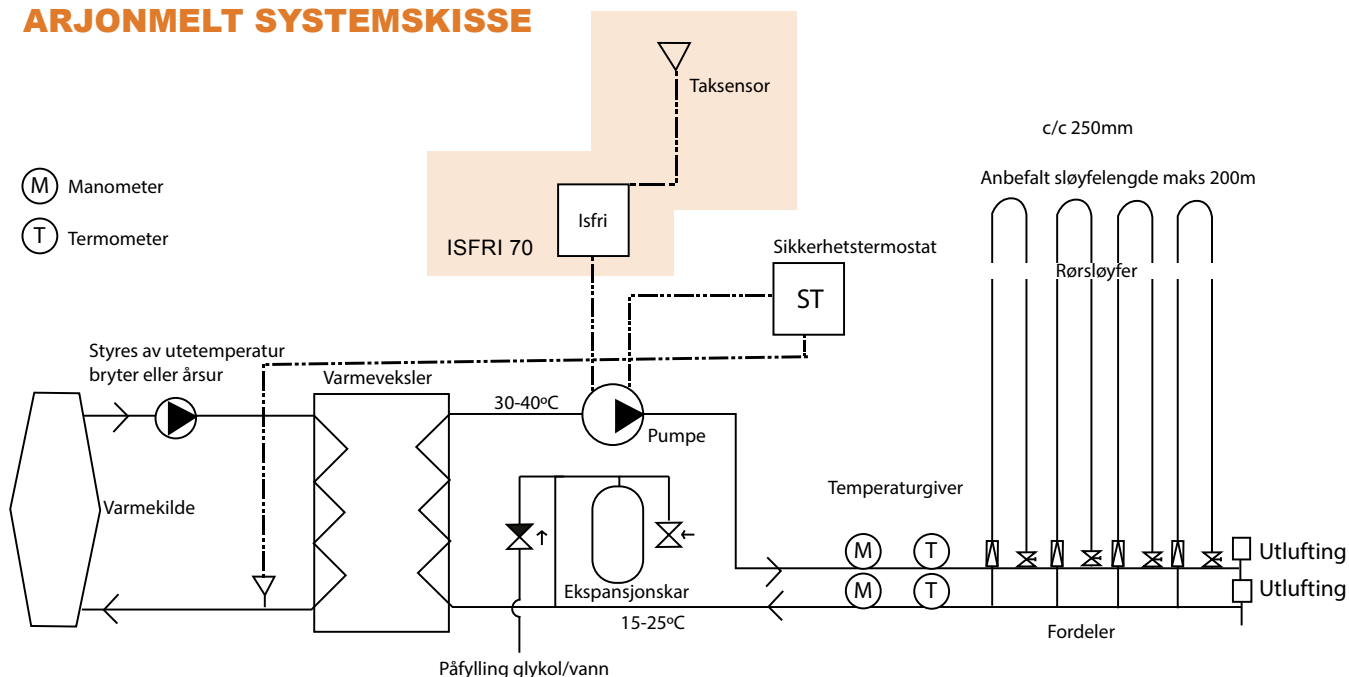 ARJONMELT SYSTEMSKISSE
Taksensor
c/c 250mm
M Manometer
Anbefalt sløyfelengde maks 200m
Isfri
T Termometer
ISFRI 70
Sikkerhetstermostat
Rørsløyfer
ST
Styres av utetemperatur
bryter eller årsur
Varmeveksler
30-40ºC
Pumpe
Varmekilde
Temperaturgiver
M T
Utlufting
M T
Utlufting
Ekspansjonskar
15-25ºC
Fordeler
Påfylling glykol/vann